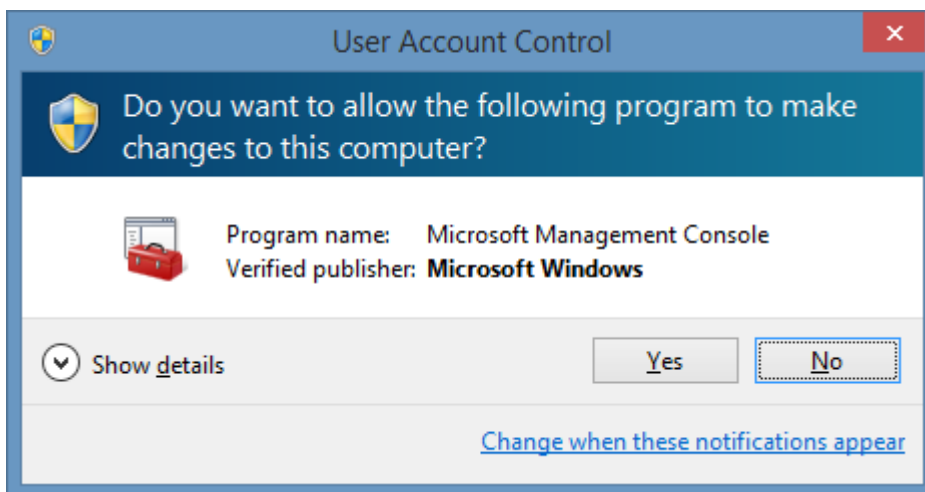 User Account Control
Do you want to allow the following program to make
changes to this computer?
Program name: Microsoft Management Console
Verified publisher: Microsoft Windows
Show details
Yes
No
Change when these notifications appear